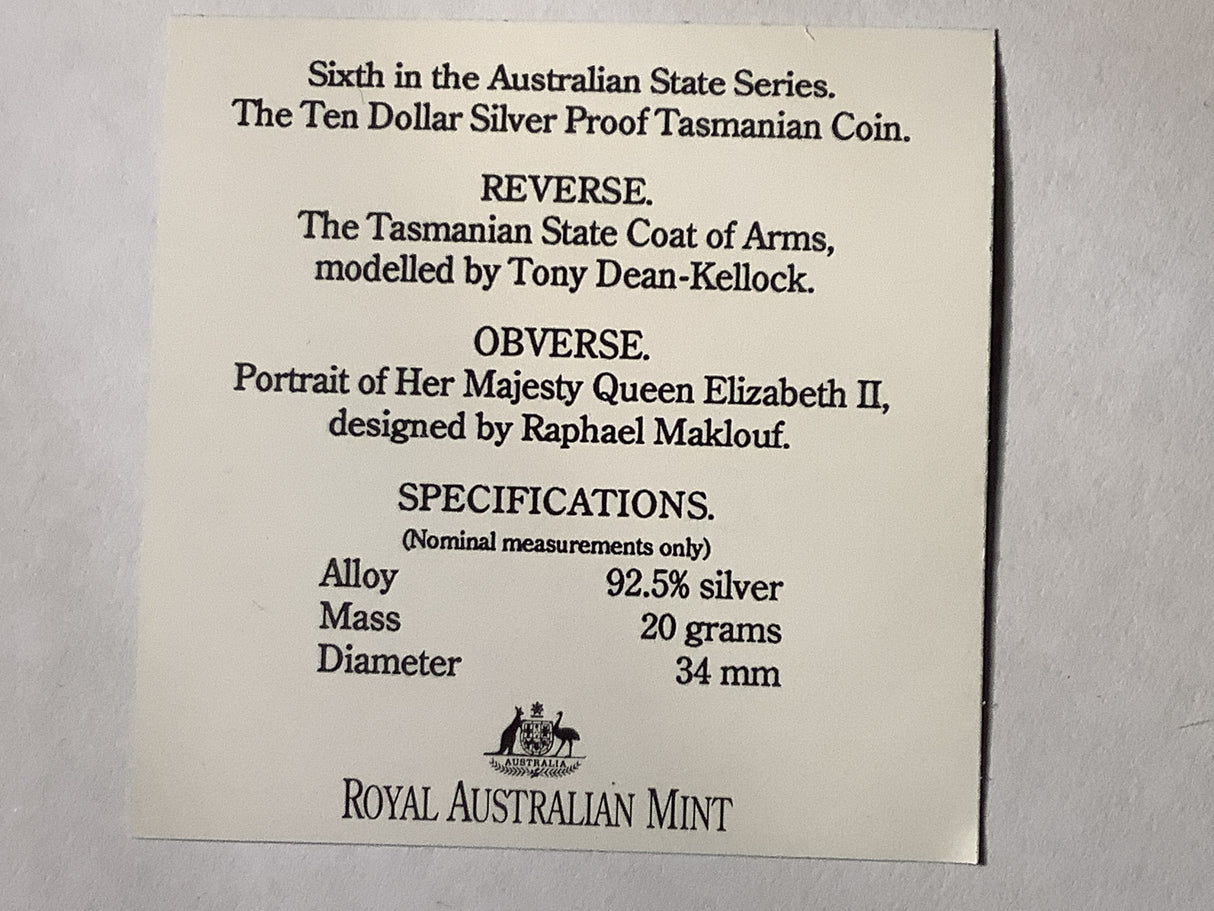 Sixth in the Australian State Series.
The Ten Dollar Silver Proof Tasmanian Coin.
REVERSE.
The Tasmanian State Coat of Arms,
modelled by Tony Dean-Kellock.
OBVERSE.
Portrait of Her Majesty Queen Elizabeth II,
designed by Raphael Maklouf.
SPECIFICATIONS.
(Nominal measurements only)
Alloy 92.5% silver
Mass 20 grams
Diameter 34 mm
AUSTRALIA
ROYAL AUSTRALIAN MINT